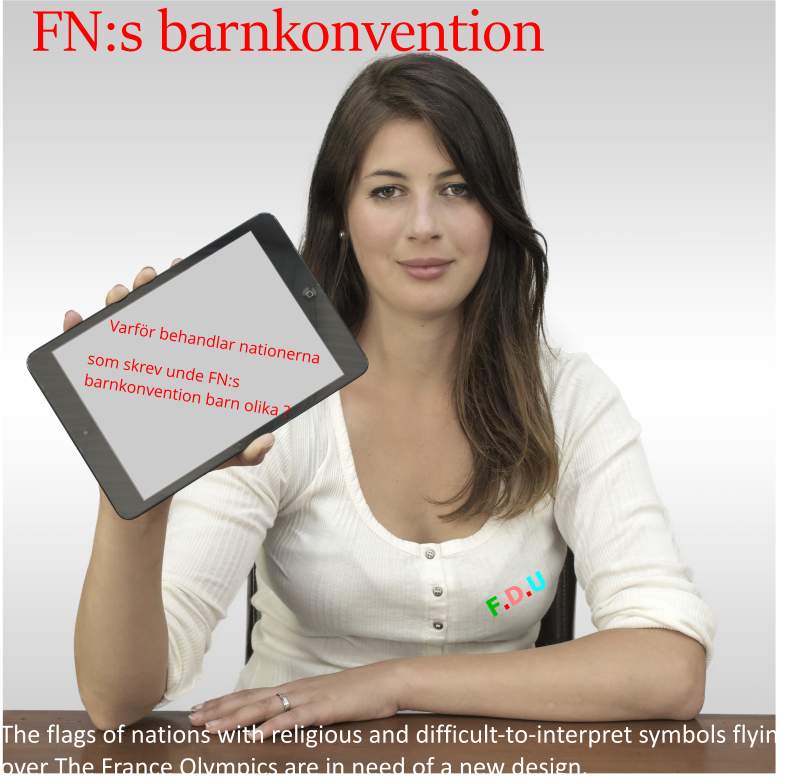 FN:s barnkonvention
Varför behandlar nationerna
som skrev unde FN:s
barnkonvention barn olika ?
F.D.U
The flags of nations with religious and difficult-to-interpret symbols flyin
over The France Olympics are in need of a new design.